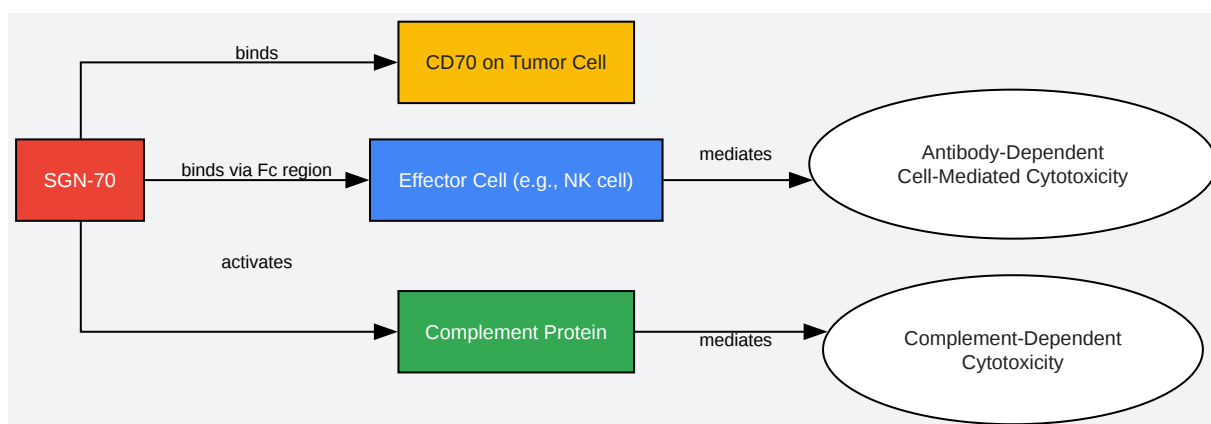 binds
CD70 on Tumor Cell
SGN-70
binds via Fc region
Effector Cell (e.g., NK cell)
mediates
Antibody-Dependent
Cell-Mediated Cytotoxicity
activates
Complement Protein
mediates
Complement-Dependent
Cytotoxicity